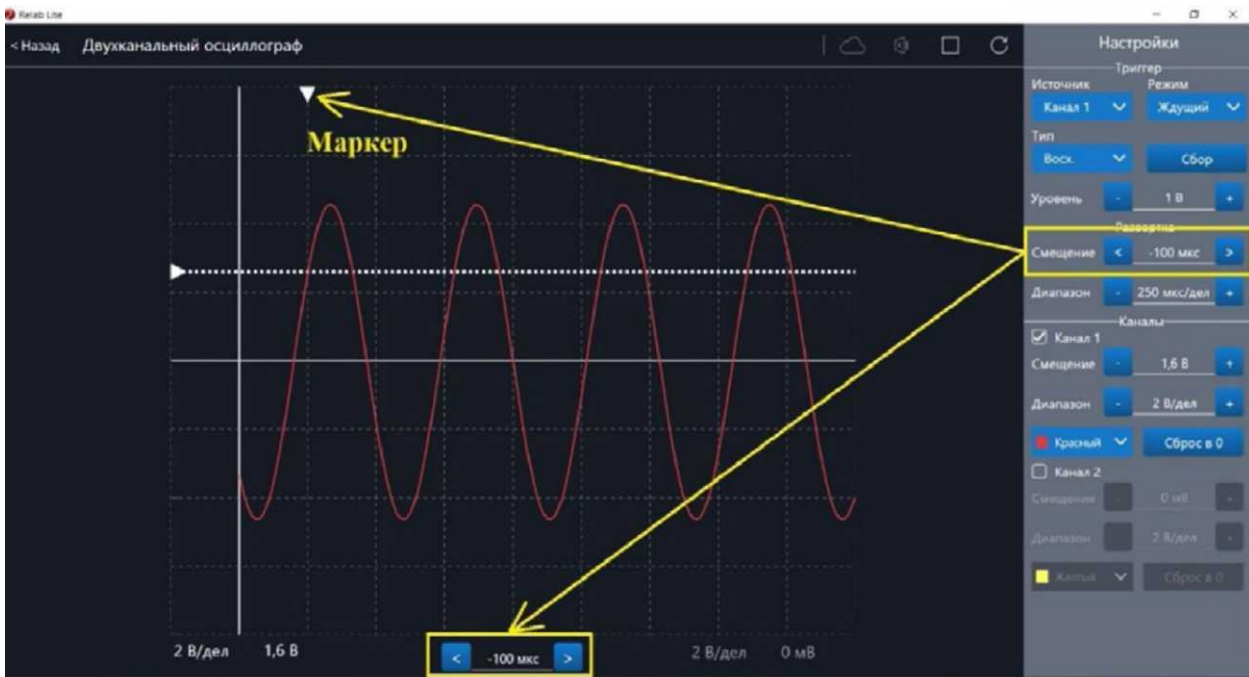 Relab Lite
< Назад Двухканальный осциллограф
Маркер
2 В/дел 1,6 В < -100 мкс > 2 В/дел 0 мВ
Настройки
Триггер
Источник Режим
Канал 1 Ждущий
Тип
Восх. Сбор
Уровень - 1 В +
Развертка
Смещение < -100 мкс >
Диапазон - 250 мкс/дел +
Каналы
Канал 1
Смещение - 1,6 В +
Диапазон - 2 В/дел +
Красный Сброс в 0
Канал 2
Смещение - 0 мВ +
Диапазон - 2 В/дел +
Желтый Сброс в 0